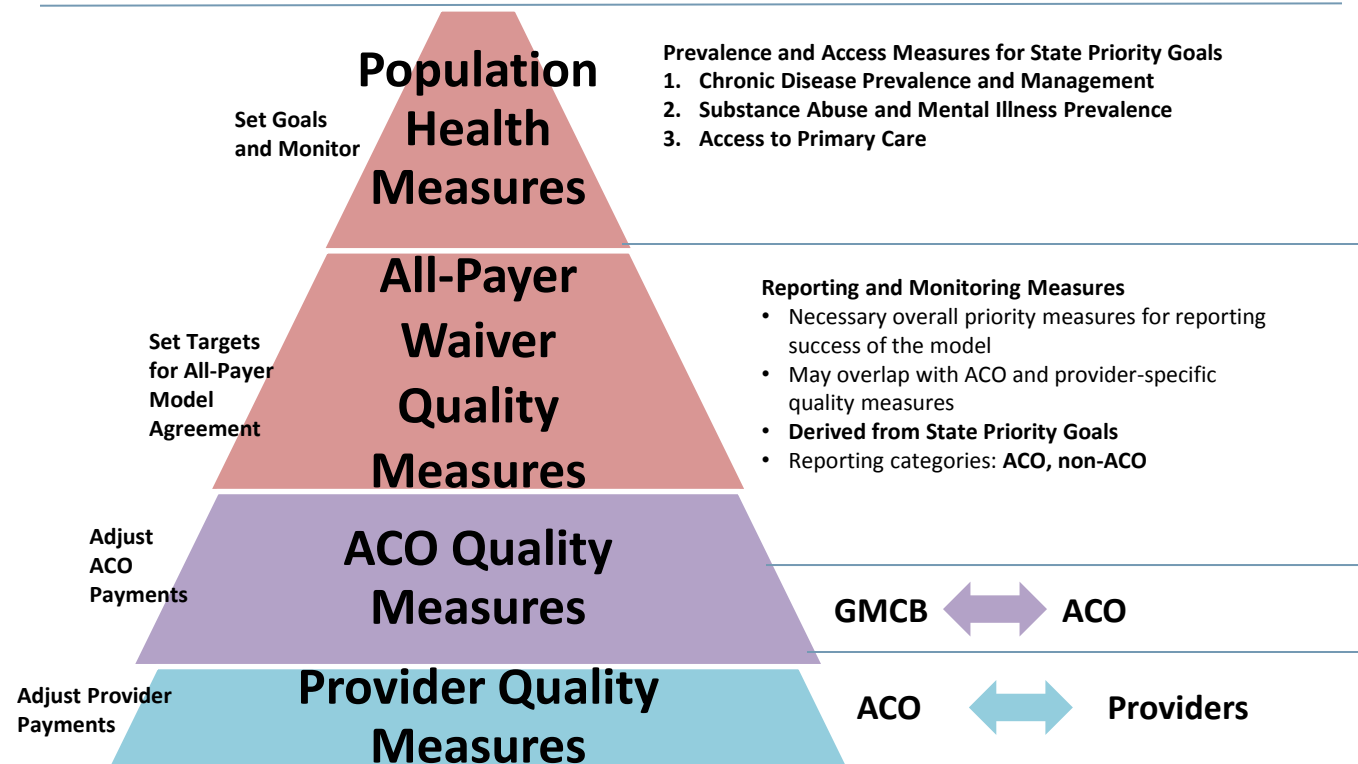 Population
Health
Measures
Set Goals
and Monitor
Prevalence and Access Measures for State Priority Goals
1. Chronic Disease Prevalence and Management
2. Substance Abuse and Mental Illness Prevalence
3. Access to Primary Care
All-Payer
Waiver
Quality
Measures
Set Targets
for All-Payer
Model
Agreement
Reporting and Monitoring Measures
• Necessary overall priority measures for reporting
success of the model
• May overlap with ACO and provider-specific
quality measures
• Derived from State Priority Goals
• Reporting categories: ACO, non-ACO
Adjust
ACO
Payments
ACO Quality
Measures
GMCB ACO
Adjust Provider
Payments
Provider Quality
Measures
ACO Providers